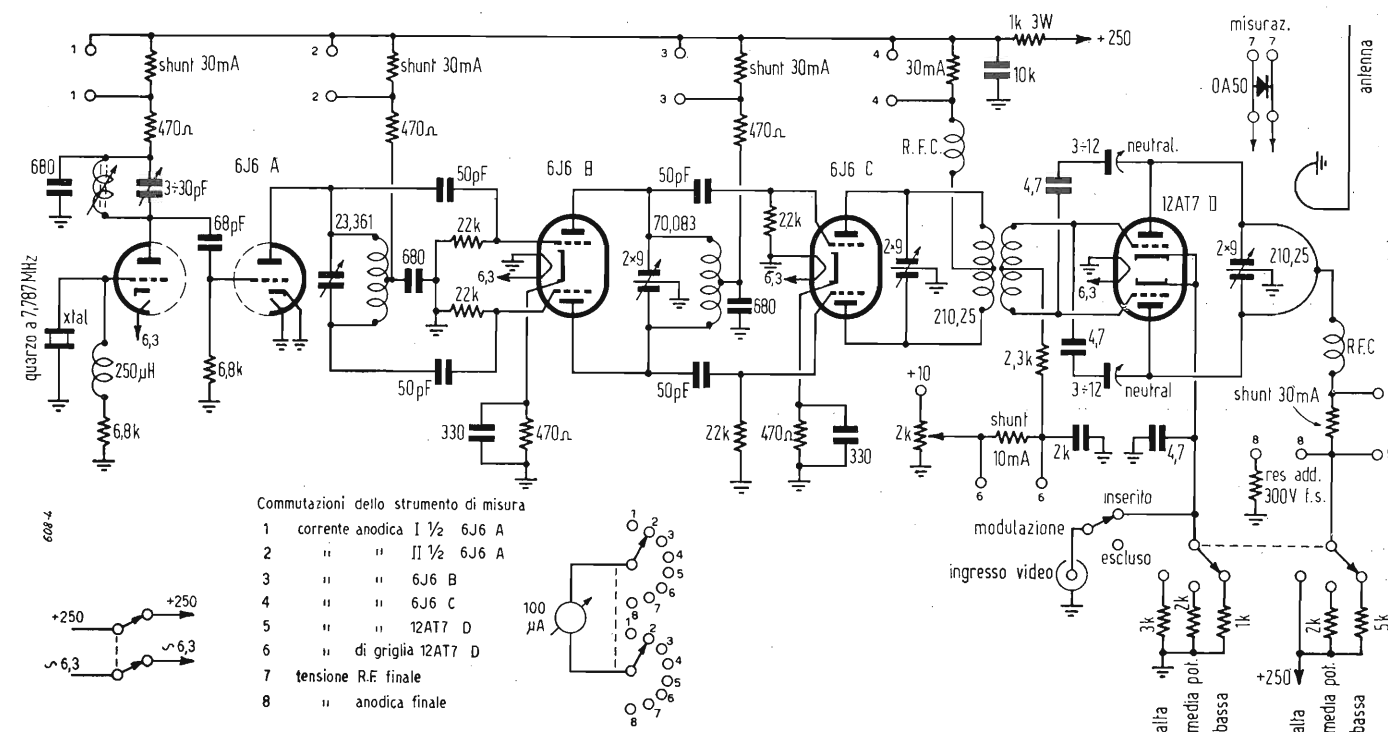 1k 3W
+250
misuraz.
7 7
0A50
antenna
1
2
3
4
shunt 30mA
shunt 30mA
shunt 30mA
30mA
10k
1
2
3
4
470Ω
470Ω
470Ω
R.F.C.
680
3÷30pF
6J6 A
50pF
6J6 B
50pF
6J6 C
3÷12
neutral.
4,7
12AT7 D
68pF
23,361
22k
70,083
22k
2×9
2×9
2×9
210,25
680
6,3
6,3
6,3
quarzo a 7,787 MHz
xtal
6,3
22k
680
210,25
250µH
6,8k
50pF
50pF
2,3k
4,7
3÷12
neutral
R.F.C
6,8k
+10
shunt 30mA
330
470Ω
22k
470Ω
330
2k
shunt
10mA
2k
4,7
8
8
res add.
300V f.s.
6
6
608-4
Commutazioni dello strumento di misura
1 corrente anodica I ½ 6J6 A
2 " " II ½ 6J6 A
3 " " 6J6 B
4 " " 6J6 C
5 " " 12AT7 D
6 " di griglia 12AT7 D
7 tensione R.F. finale
8 " anodica finale
+250
+250
∿6,3
∿6,3
100
µA
1
2
3
4
5
6
7
8
1
2
3
4
5
6
7
8
modulazione
inserito
escluso
ingresso video
3k
2k
1k
2k
5k
+250
alta
media pot.
bassa
alta
media pot.
bassa